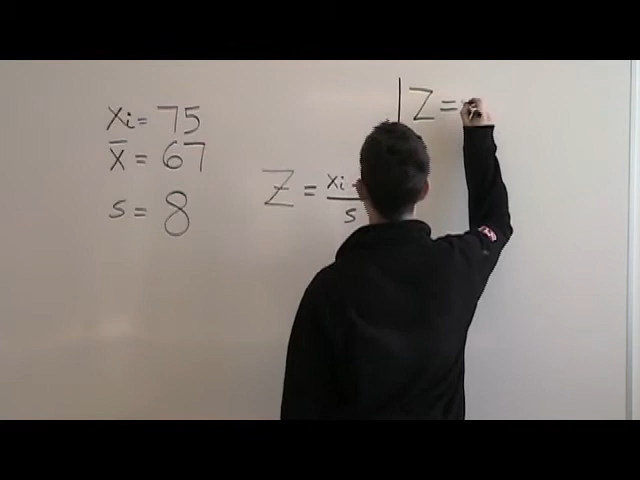 xi = 75
x̄ = 67
s = 8
Z = xi -
s
Z =